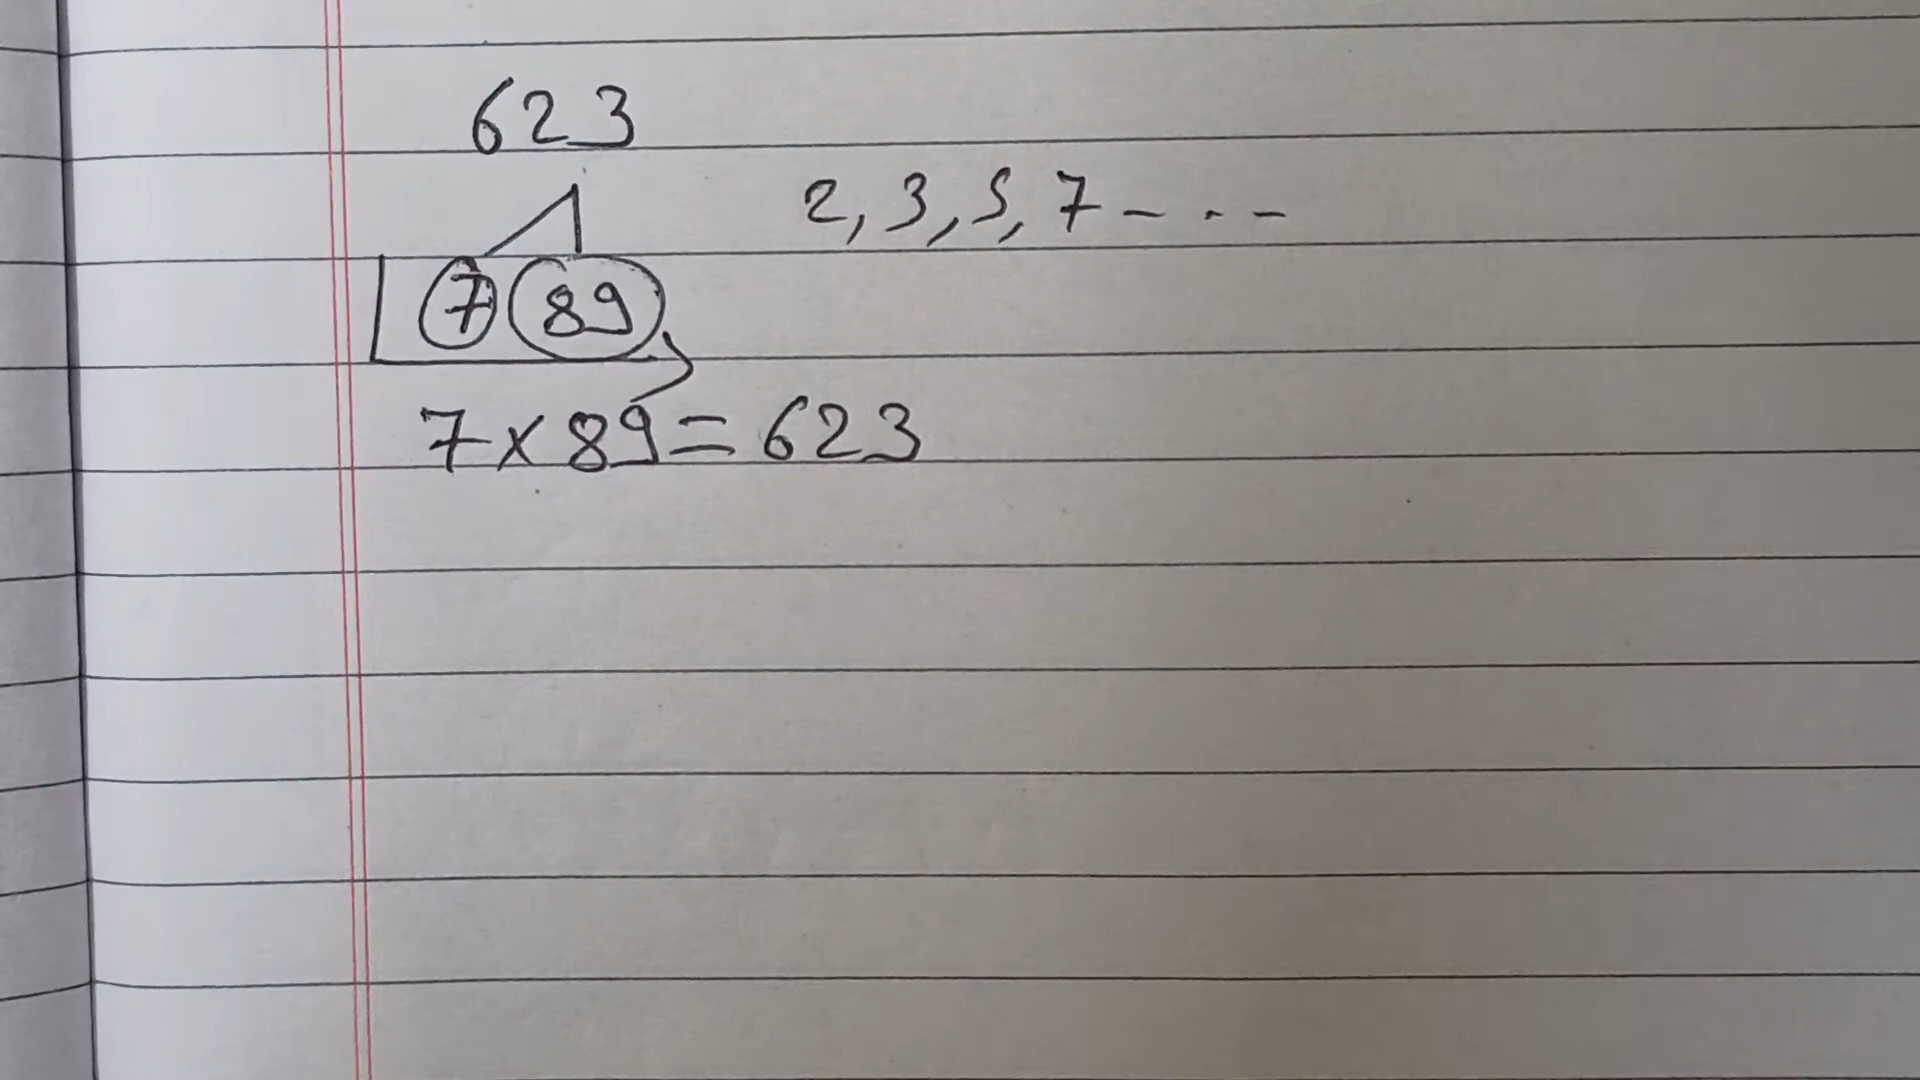 623
2, 3, 5, 7 - . . -
7 89
7 x 89 = 623